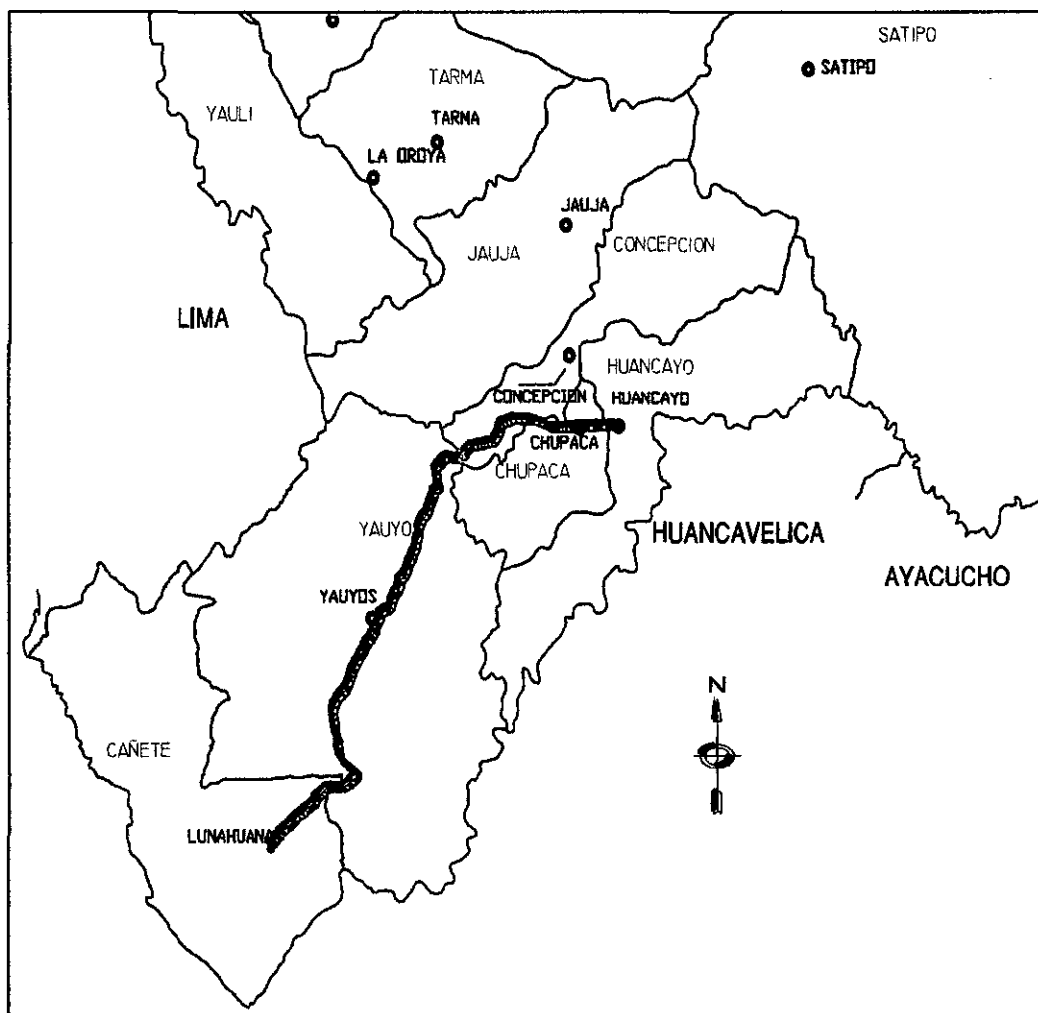 SATIPO
SATIPO
TARMA
YAULI
TARMA
LA OROYA
JAUJA
JAUJA
CONCEPCION
LIMA
HUANCAYO
CONCEPCION
HUANCAYO
CHUPACA
CHUPACA
YAUYO
HUANCAVELICA
AYACUCHO
YAUYOS
N
CAÑETE
LUNAHUANA